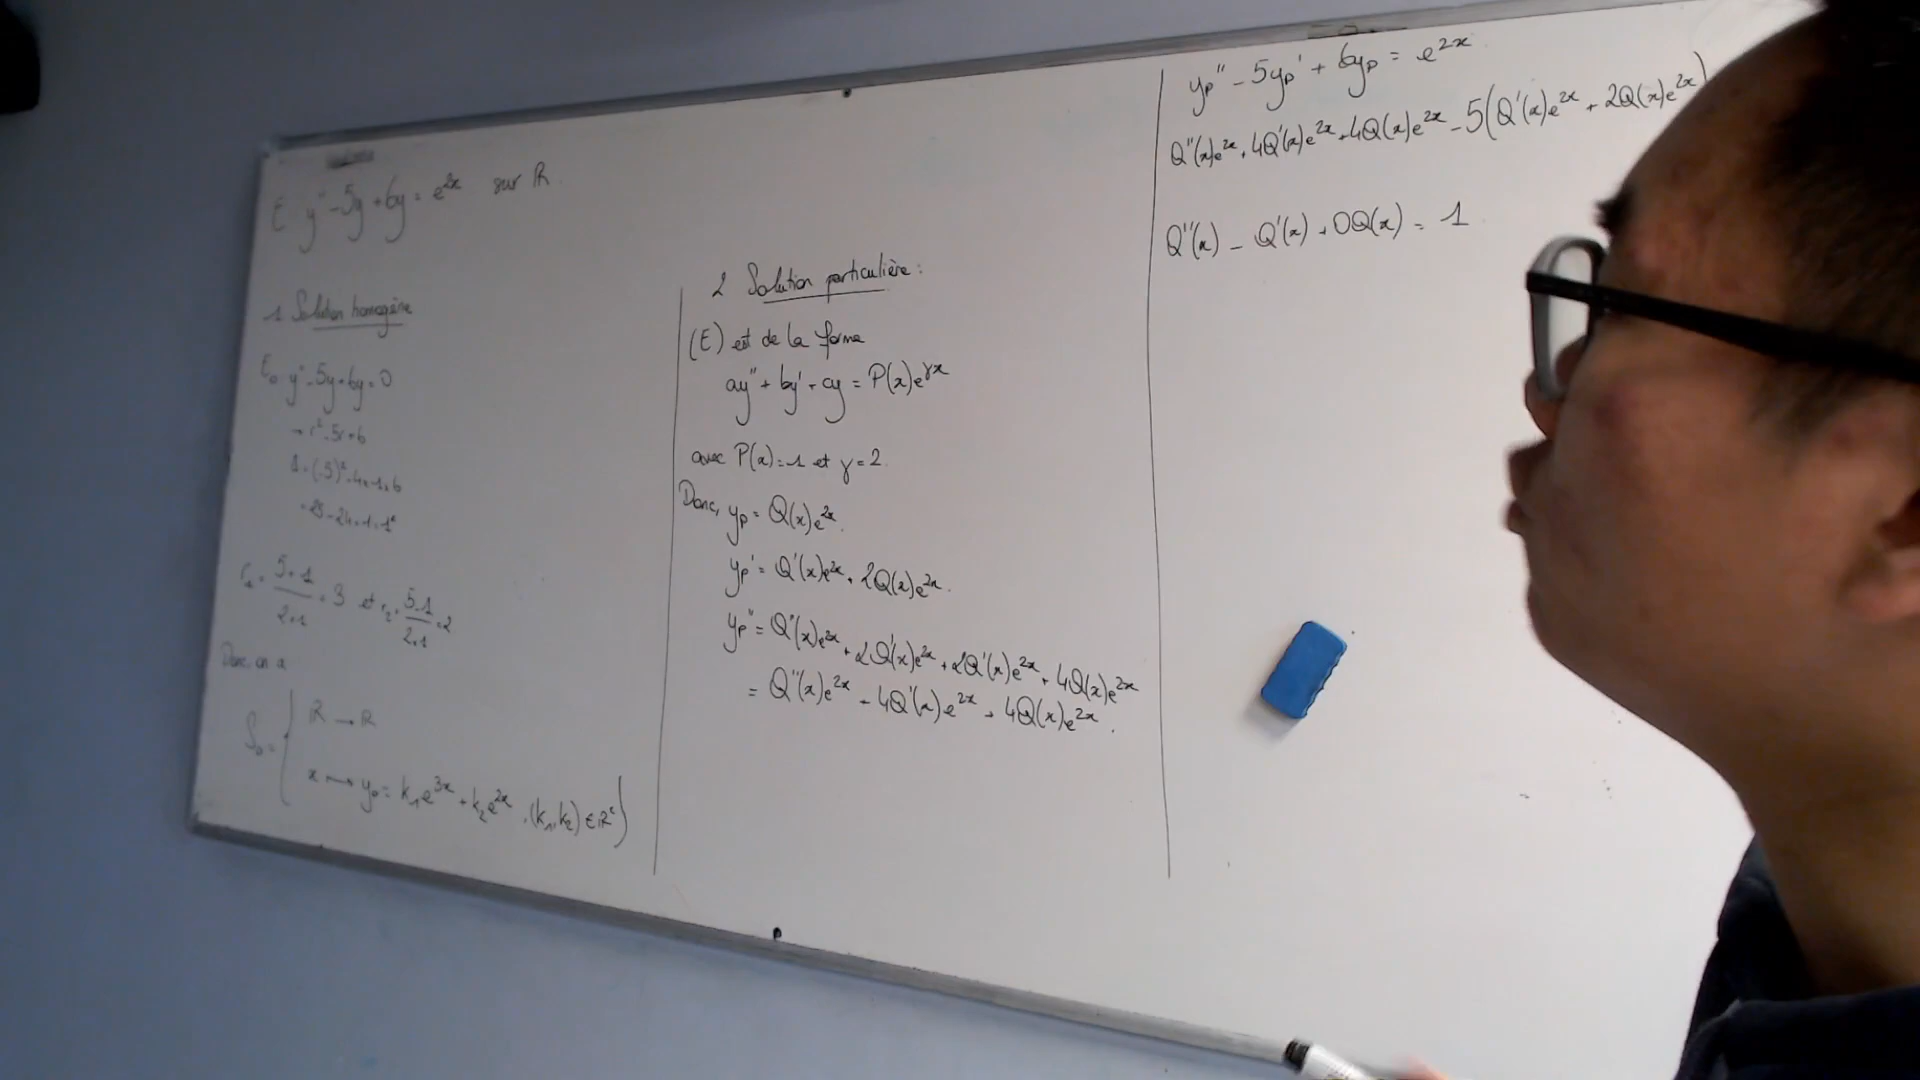 E y'' - 5y + 6y = e^{2x} sur ℝ
1 Solution homogène
E₀ y'' - 5y + 6y = 0
→ r² - 5r + 6
Δ = (-5)² - 4×1×6
= 25 - 24 = 1 = 1²
r₁ = \frac{5+1}{2×1} = 3 et r₂ = \frac{5-1}{2×1} = 2
Donc on a
S₀ = { ℝ → ℝ
x ⟼ y₀ = k₁e^{3x} + k₂e^{2x}, (k₁, k₂) ∈ ℝ² }
2 Solution particulière :
(E) est de la forme
ay'' + by' + cy = P(x)e^{γx}
avec P(x) = 1 et γ = 2
Donc, yp = Q(x)e^{2x}.
yp' = Q'(x)e^{2x} + 2Q(x)e^{2x}.
yp'' = Q''(x)e^{2x} + 2Q'(x)e^{2x} + 2Q'(x)e^{2x} + 4Q(x)e^{2x}
= Q''(x)e^{2x} + 4Q'(x)e^{2x} + 4Q(x)e^{2x}.
yp'' - 5yp' + 6yp = e^{2x}
Q''(x)e^{2x} + 4Q'(x)e^{2x} + 4Q(x)e^{2x} - 5(Q'(x)e^{2x} + 2Q(x)e^{2x})
Q''(x) - Q'(x) + 0Q(x) = 1